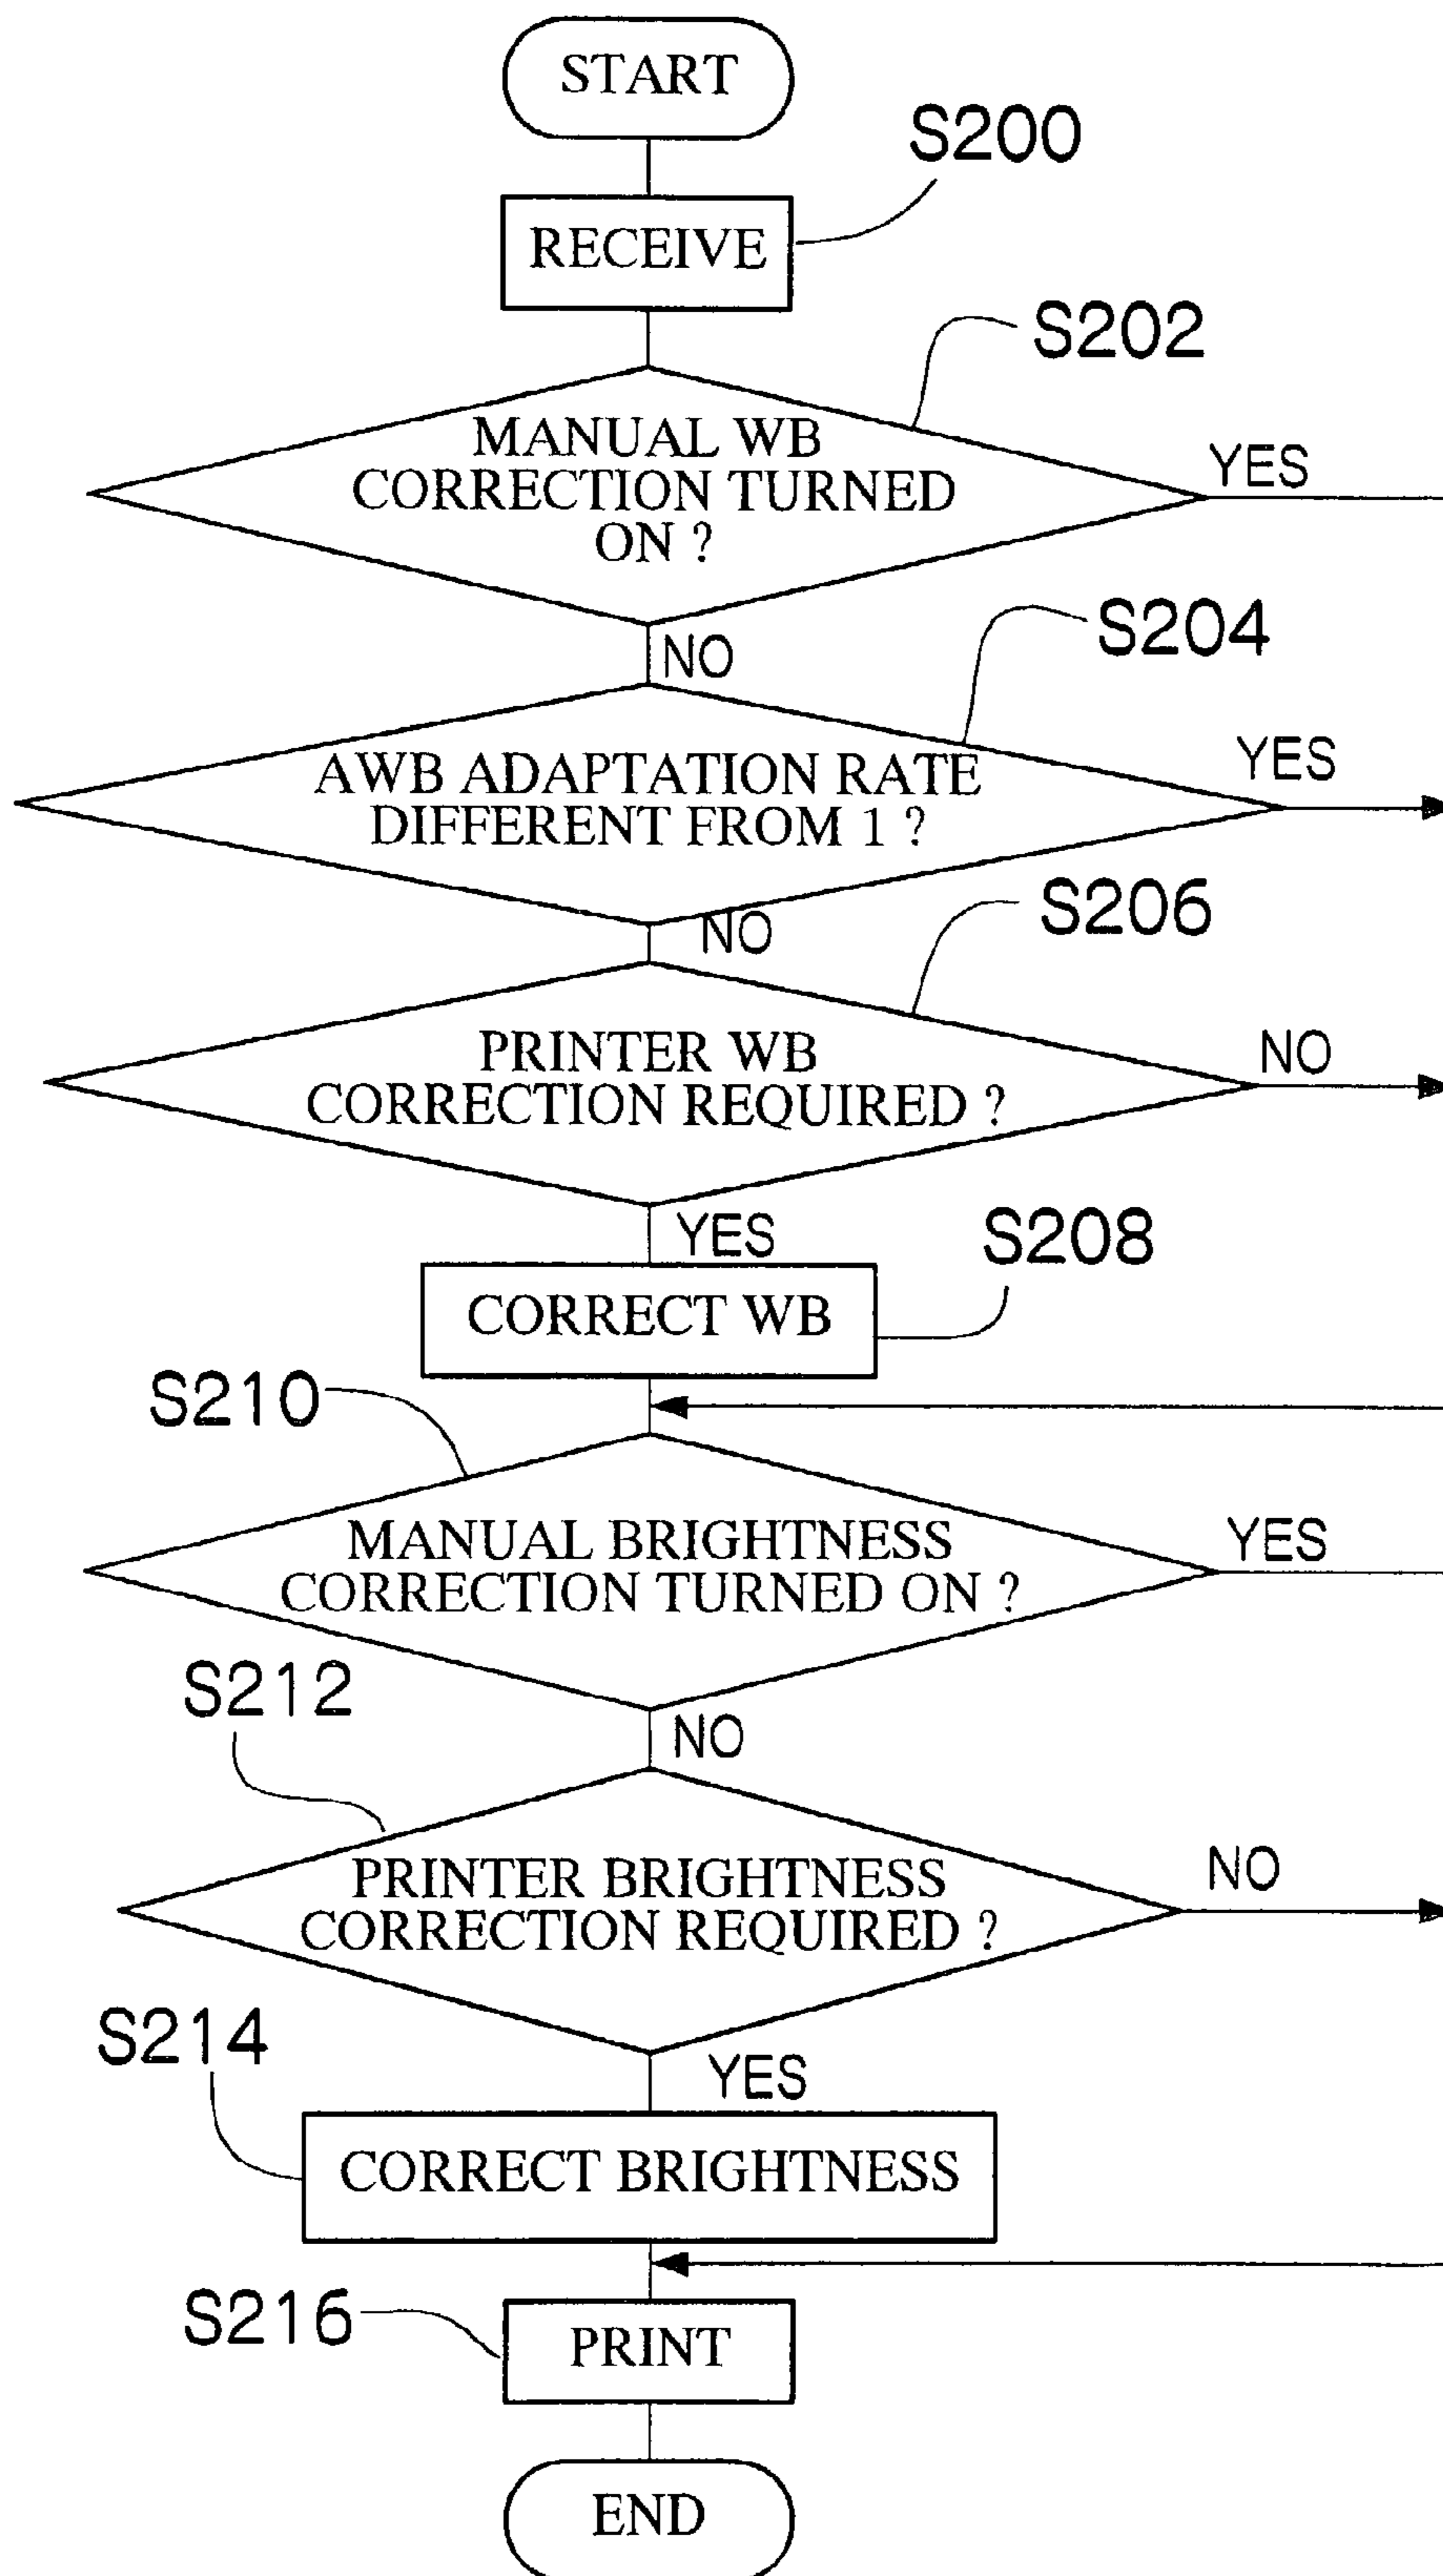 START
S200
RECEIVE
S202
MANUAL WB
CORRECTION TURNED
ON ?
YES
NO
S204
AWB ADAPTATION RATE
DIFFERENT FROM 1 ?
YES
NO
S206
PRINTER WB
CORRECTION REQUIRED ?
NO
YES
S208
CORRECT WB
S210
MANUAL BRIGHTNESS
CORRECTION TURNED ON ?
YES
NO
S212
PRINTER BRIGHTNESS
CORRECTION REQUIRED ?
NO
YES
S214
CORRECT BRIGHTNESS
S216
PRINT
END